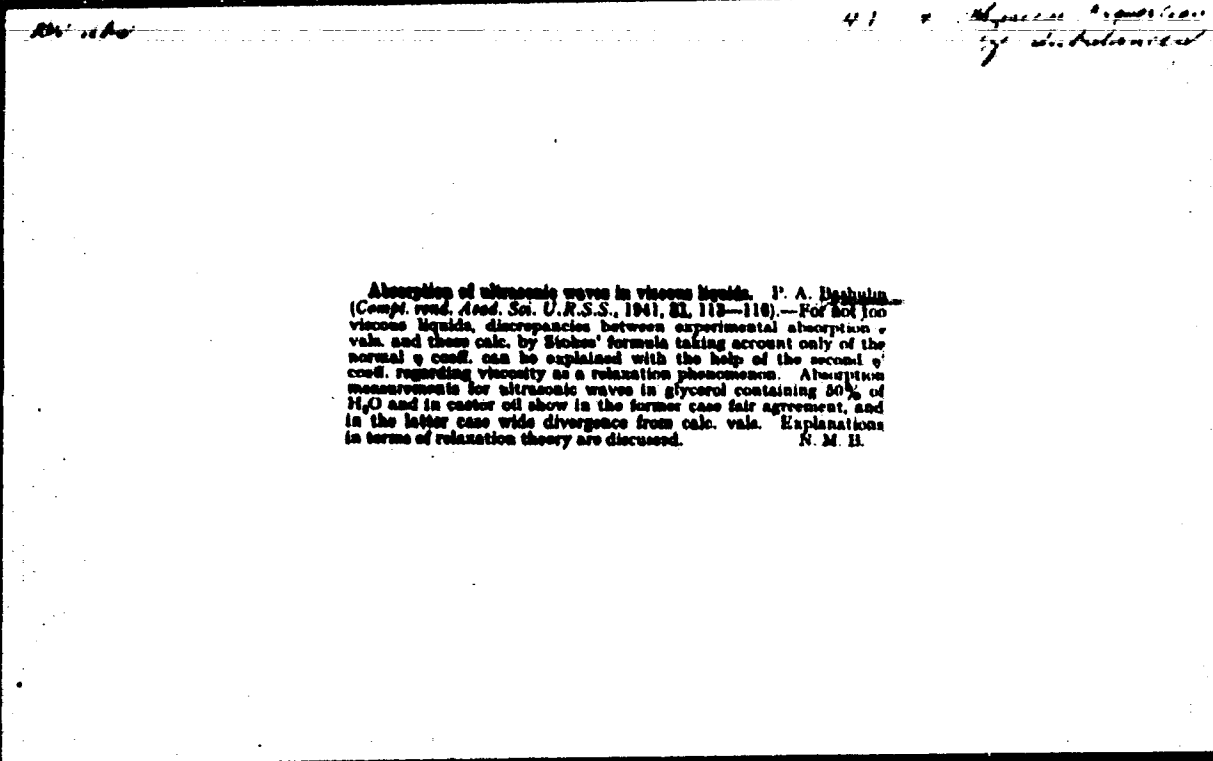 Absorption of ultrasonic waves in viscous liquids. P. A. Bashulin
(Compt. rend. Acad. Sci. U.R.S.S., 1941, 31, 113—116).—For not too
viscous liquids, discrepancies between experimental absorption
vals. and those calc. by Stokes' formula taking account only of the
normal η coeff. can be explained with the help of the second η'
coeff. regarding viscosity as a relaxation phenomenon. Absorption
measurements for ultrasonic waves in glycerol containing 50% of
H₂O and in castor oil show in the former case fair agreement, and
in the latter case wide divergence from calc. vals. Explanations
in terms of relaxation theory are discussed. N. M. B.